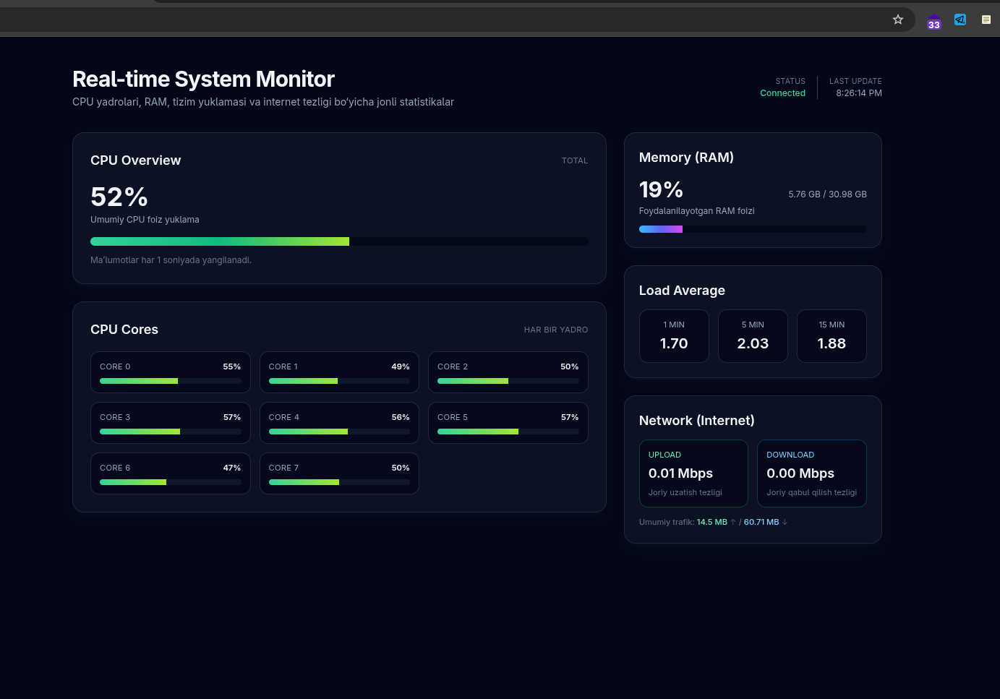 33
Real-time System Monitor
CPU yadrolari, RAM, tizim yuklamasi va internet tezligi bo‘yicha jonli statistikalar
STATUS
Connected
LAST UPDATE
8:26:14 PM
CPU Overview
TOTAL
52%
Umumiy CPU foiz yuklama
Ma’lumotlar har 1 soniyada yangilanadi.
CPU Cores
HAR BIR YADRO
CORE 0 55%
CORE 1 49%
CORE 2 50%
CORE 3 57%
CORE 4 56%
CORE 5 57%
CORE 6 47%
CORE 7 50%
Memory (RAM)
19%
5.76 GB / 30.98 GB
Foydalanilayotgan RAM foizi
Load Average
1 MIN
1.70
5 MIN
2.03
15 MIN
1.88
Network (Internet)
UPLOAD
0.01 Mbps
Joriy uzatish tezligi
DOWNLOAD
0.00 Mbps
Joriy qabul qilish tezligi
Umumiy trafik: 14.5 MB ↑ / 60.71 MB ↓